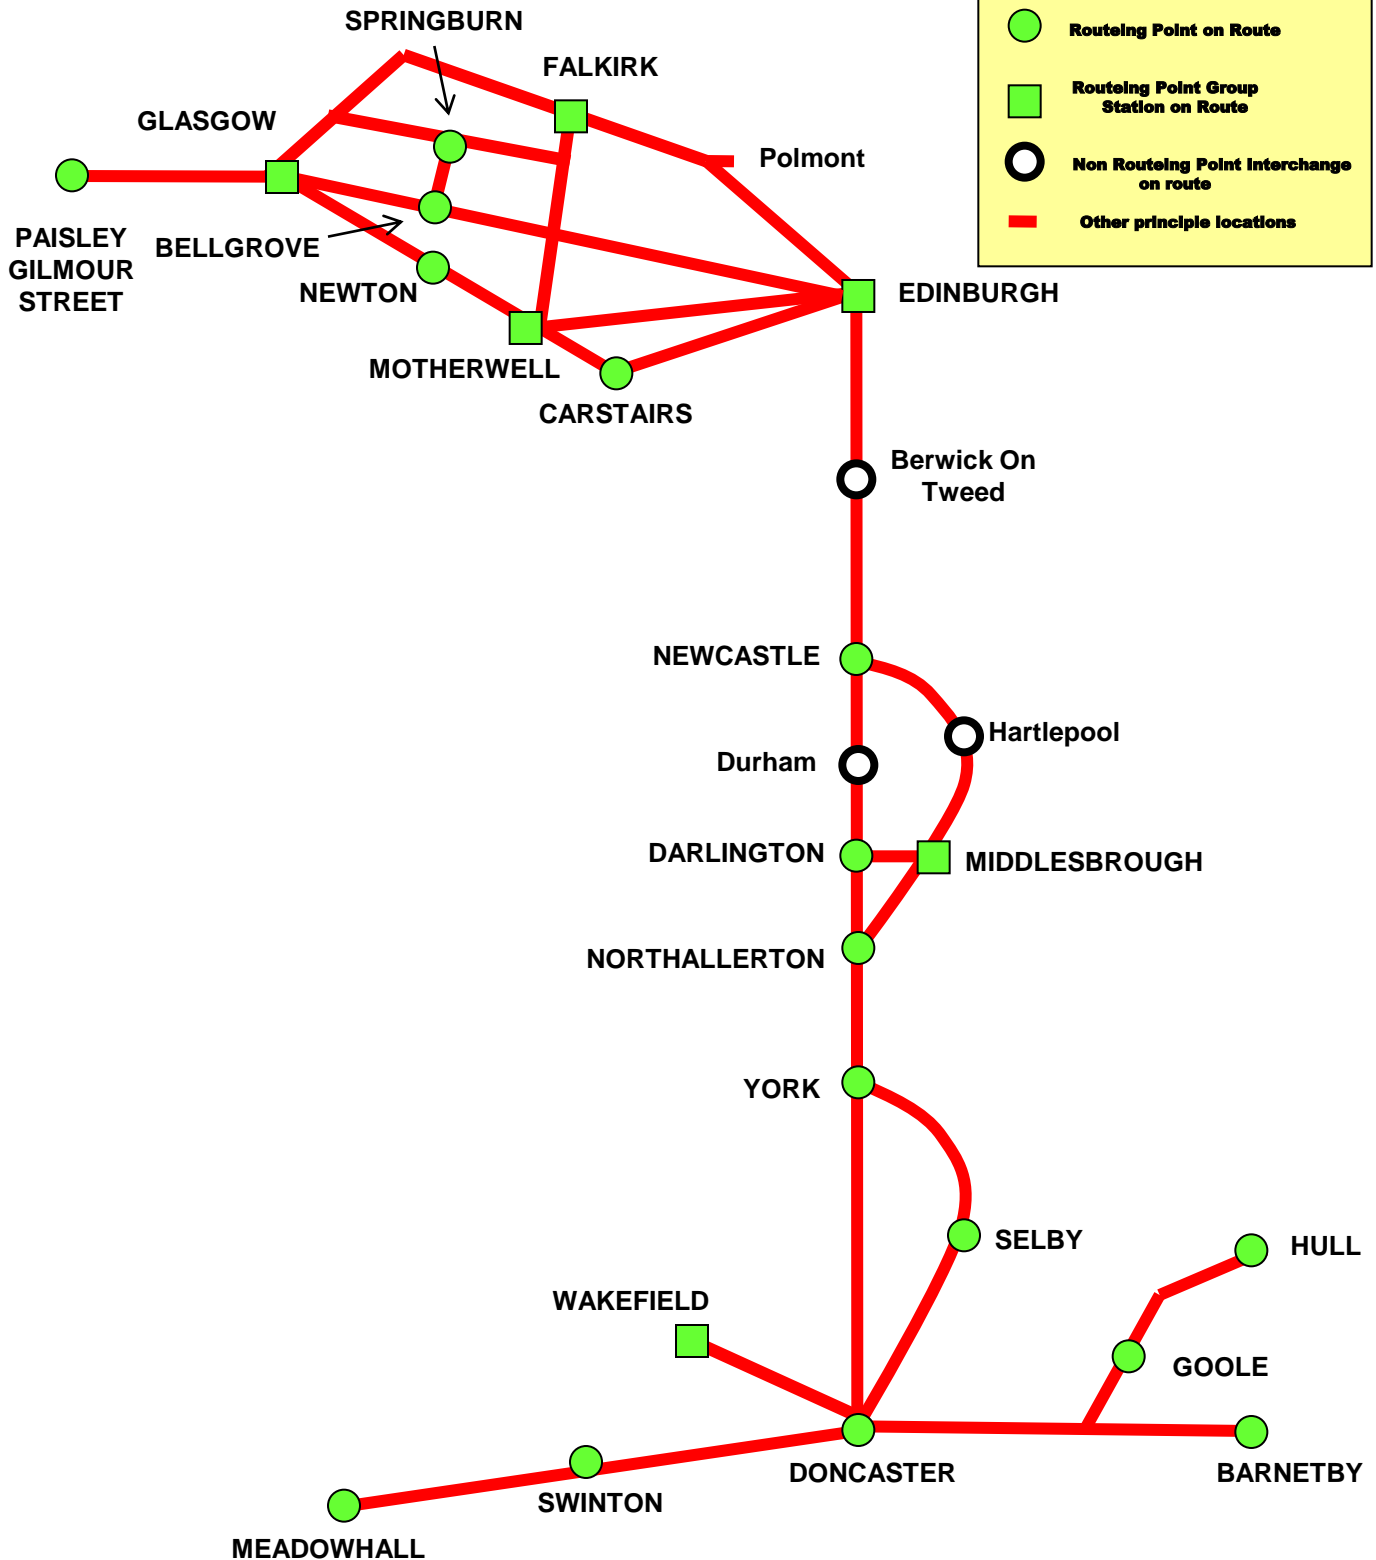 SPRINGBURN
FALKIRK
GLASGOW
Polmont
PAISLEY
GILMOUR
STREET
BELLGROVE
NEWTON
EDINBURGH
MOTHERWELL
CARSTAIRS
Routeing Point on Route
Routeing Point Group
Station on Route
Non Routeing Point Interchange
on route
Other principle locations
Berwick On
Tweed
NEWCASTLE
Hartlepool
Durham
DARLINGTON
MIDDLESBROUGH
NORTHALLERTON
YORK
SELBY
HULL
WAKEFIELD
GOOLE
DONCASTER
BARNETBY
SWINTON
MEADOWHALL